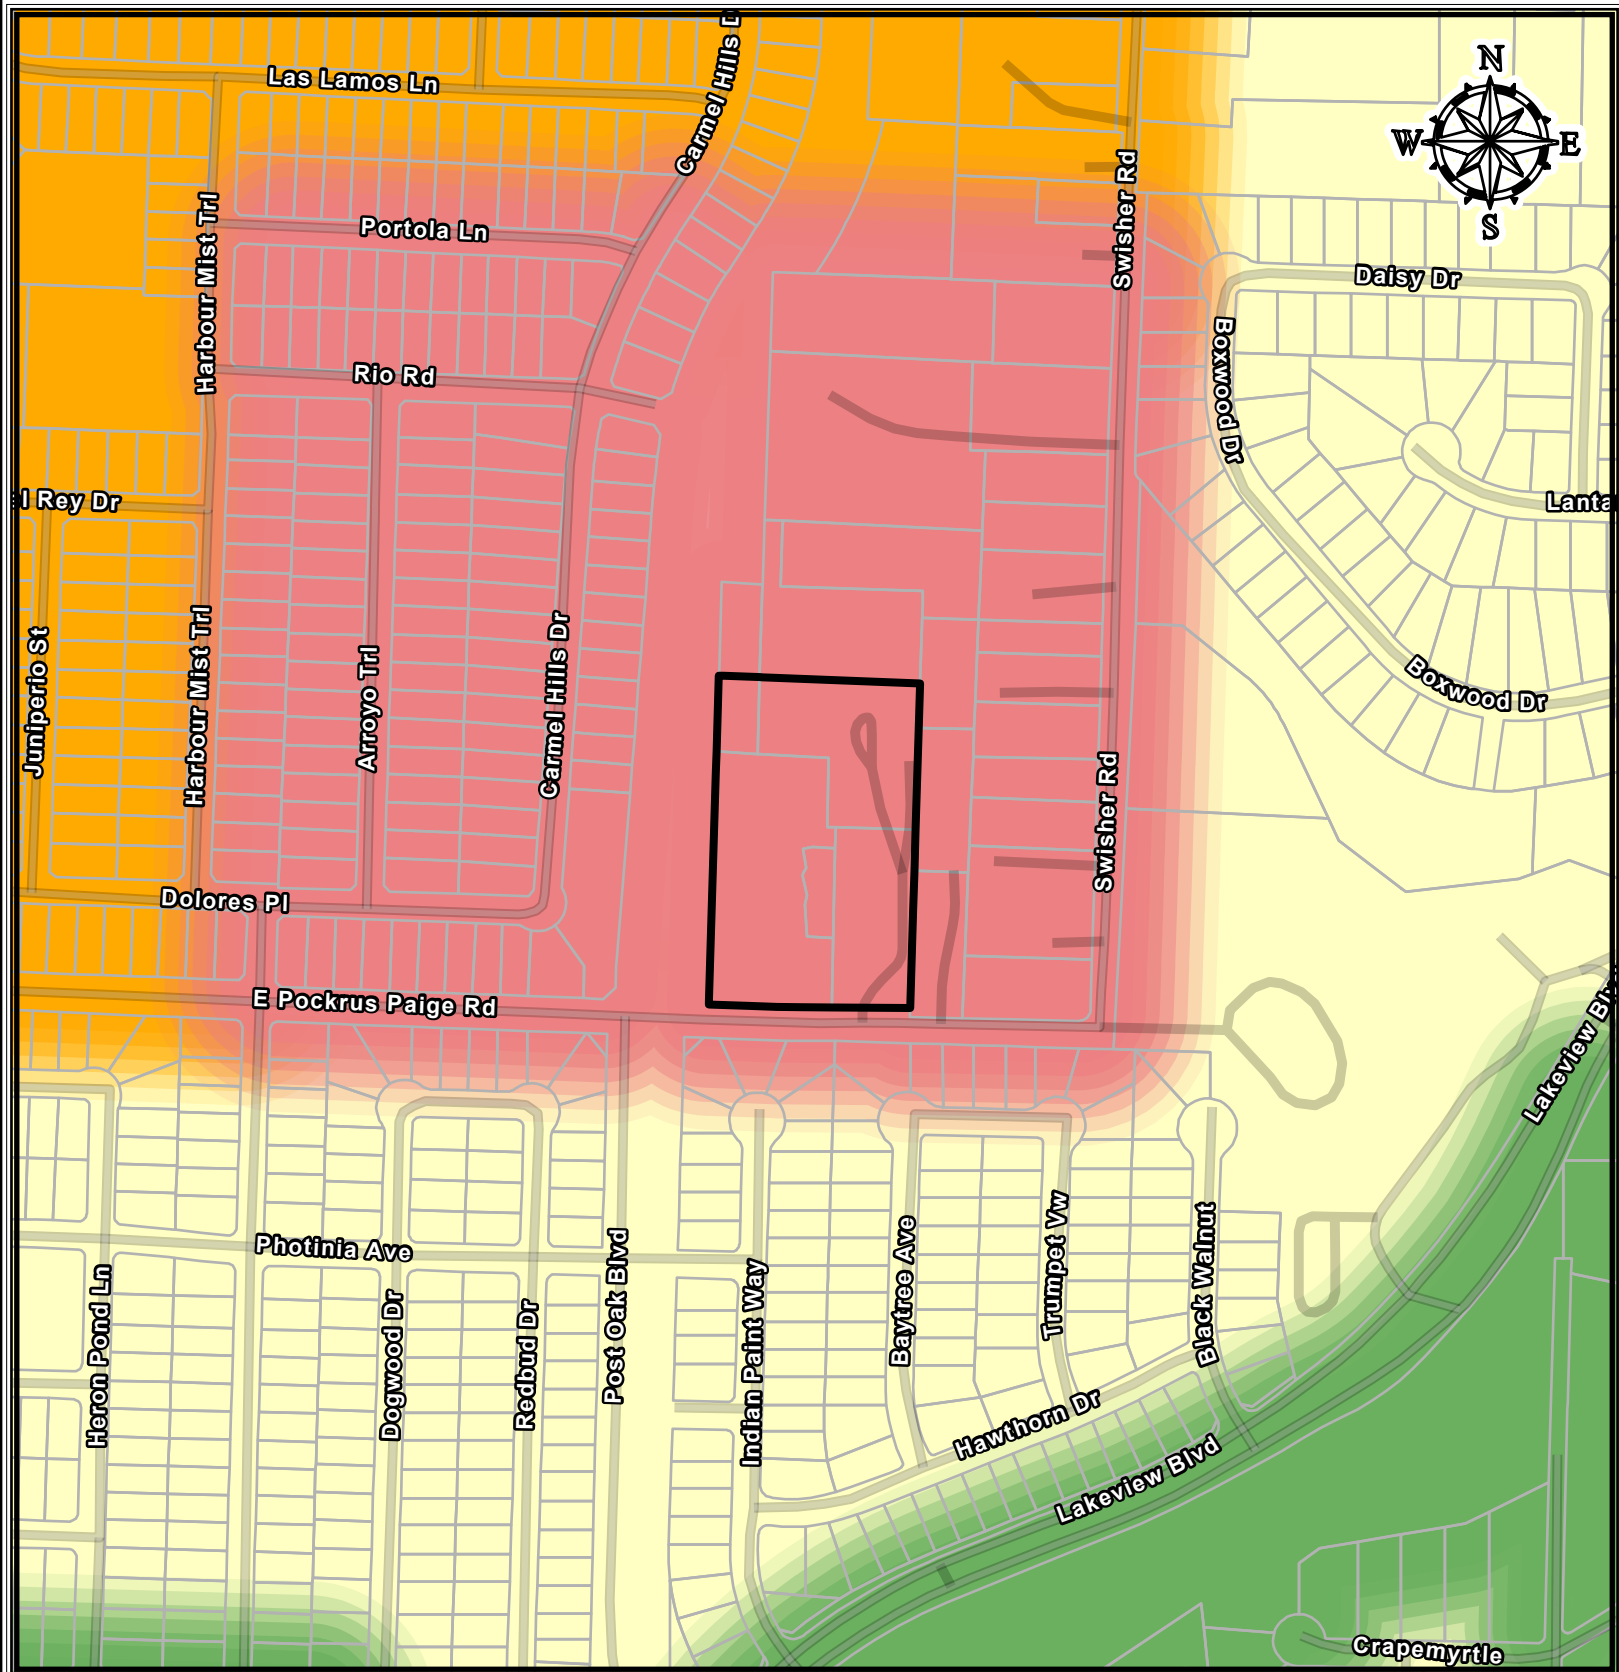 N
W
E
S
Las Lamos Ln
Carmel Hills D
Swisher Rd
Portola Ln
Harbour Mist Trl
Daisy Dr
Boxwood Dr
Rio Rd
el Rey Dr
Lanta
Juniperio St
Harbour Mist Trl
Arroyo Trl
Carmel Hills Dr
Boxwood Dr
Swisher Rd
Dolores Pl
E Pockrus Paige Rd
Lakeview Blv
Photinia Ave
Heron Pond Ln
Dogwood Dr
Redbud Dr
Post Oak Blvd
Indian Paint Way
Baytree Ave
Trumpet Vw
Black Walnut
Hawthorn Dr
Lakeview Blvd
Crapemyrtle